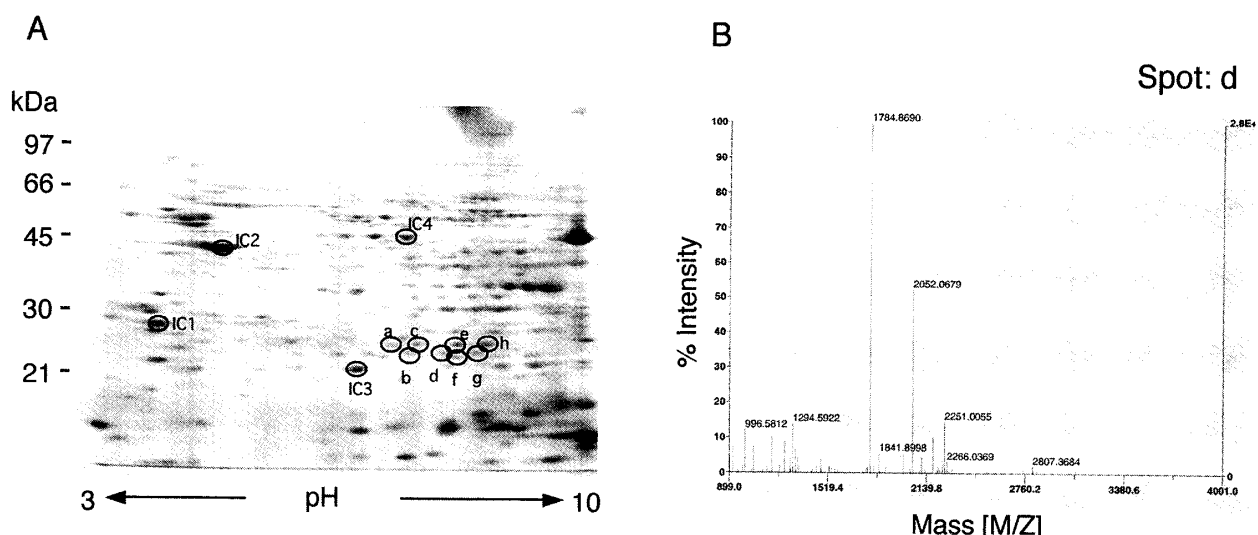 A
B
Spot: d
kDa
97
66
45
30
21
IC1
IC2
IC3
IC4
a
b
c
d
e
f
g
h
3
pH
10
% Intensity
100
90
80
70
60
50
40
30
20
10
0
2.8E+
0
1784.8690
2052.0679
996.5812
1294.5922
1841.8998
2251.0055
2266.0369
2807.3684
899.0
1519.4
2139.8
2760.2
3380.6
4001.0
Mass [M/Z]